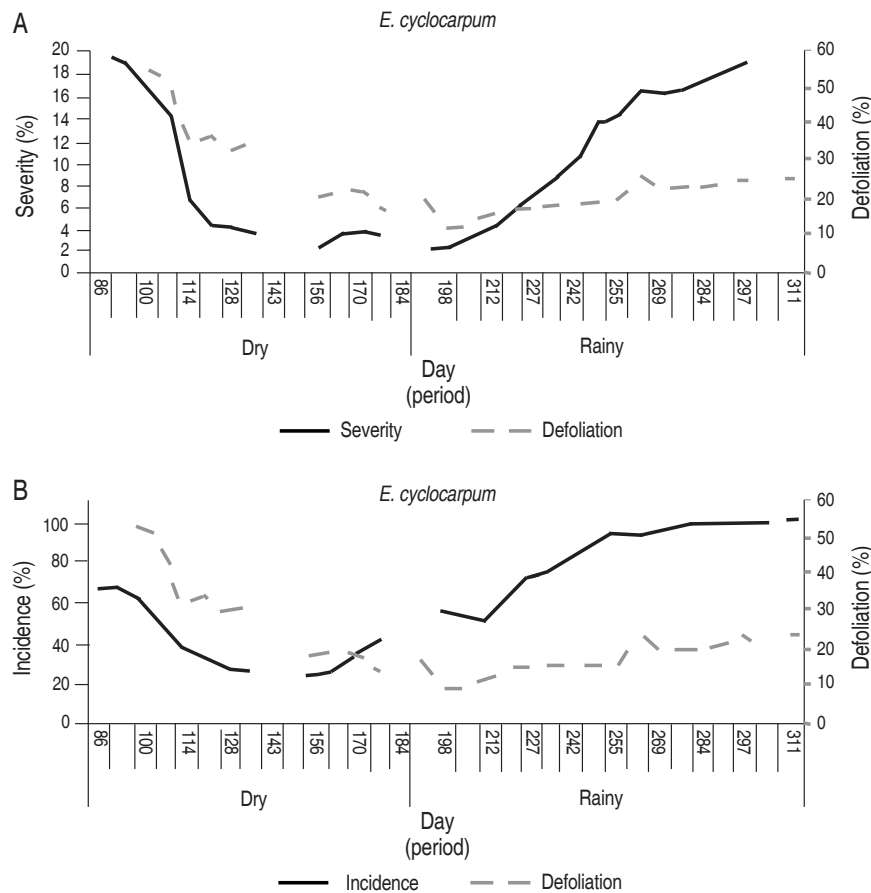 A
E. cyclocarpum
Severity (%)
20
18
16
14
12
10
8
6
4
2
0
Defoliation (%)
60
50
40
30
20
10
0
86 100 114 128 143 156 170 184 198 212 227 242 255 269 284 297 311
Dry Rainy
Day
(period)
Severity Defoliation
B
E. cyclocarpum
Incidence (%)
100
80
60
40
20
0
Defoliation (%)
60
50
40
30
20
10
0
86 100 114 128 143 156 170 184 198 212 227 242 255 269 284 297 311
Dry Rainy
Day
(period)
Incidence Defoliation